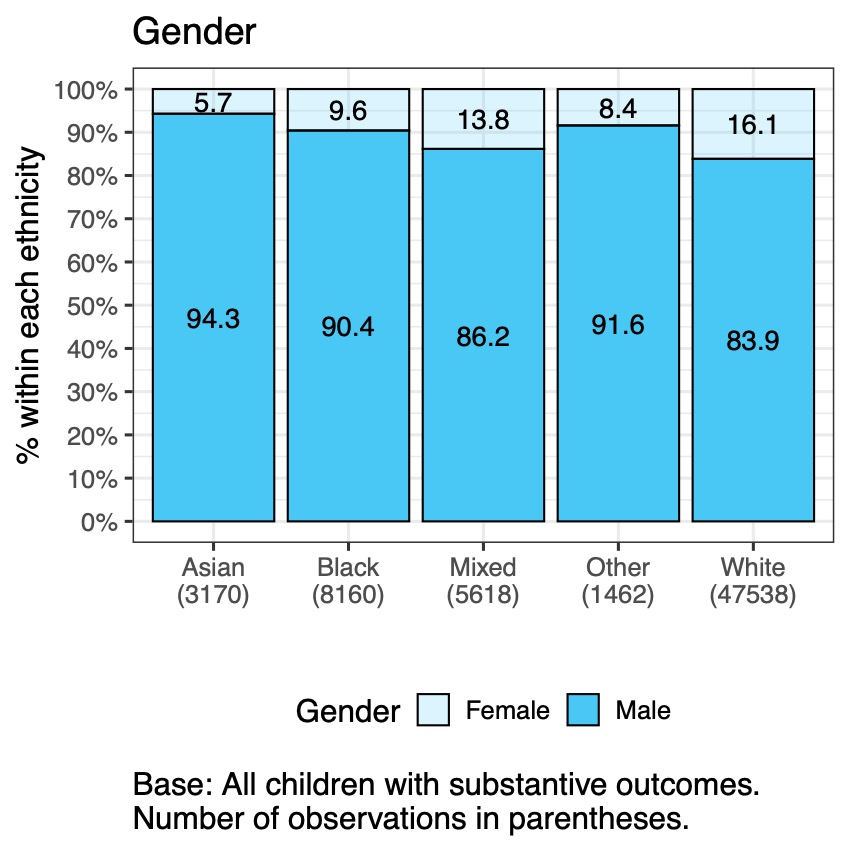 Gender
% within each ethnicity
100%
90%
80%
70%
60%
50%
40%
30%
20%
10%
0%
5.7 9.6 13.8 8.4 16.1
94.3 90.4 86.2 91.6 83.9
Asian Black Mixed Other White
(3170) (8160) (5618) (1462) (47538)
Gender Female Male
Base: All children with substantive outcomes.
Number of observations in parentheses.